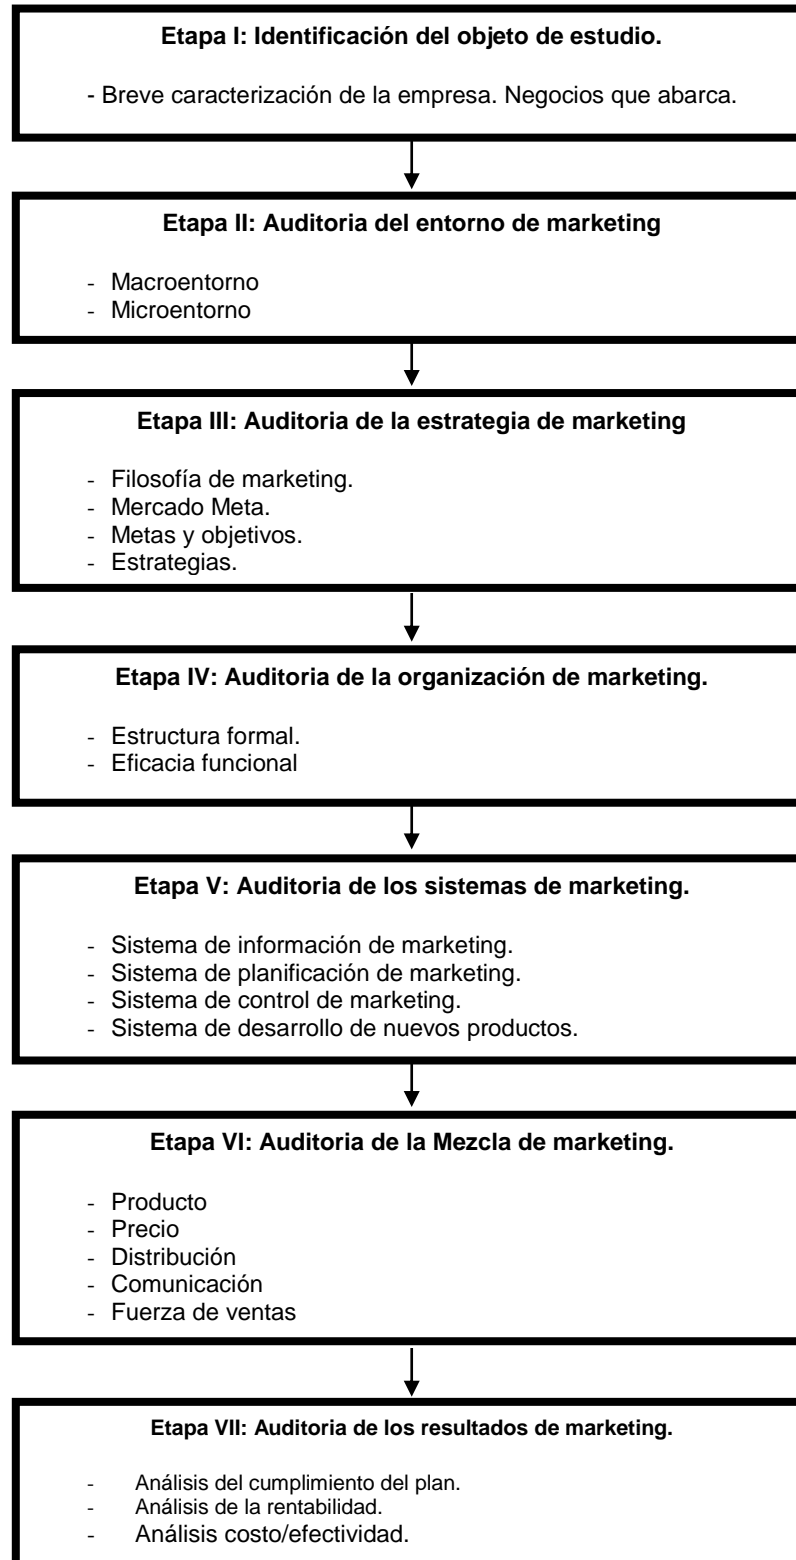 Etapa I: Identificación del objeto de estudio.
- Breve caracterización de la empresa. Negocios que abarca.
Etapa II: Auditoria del entorno de marketing
- Macroentorno
- Microentorno
Etapa III: Auditoria de la estrategia de marketing
- Filosofía de marketing.
- Mercado Meta.
- Metas y objetivos.
- Estrategias.
Etapa IV: Auditoria de la organización de marketing.
- Estructura formal.
- Eficacia funcional
Etapa V: Auditoria de los sistemas de marketing.
- Sistema de información de marketing.
- Sistema de planificación de marketing.
- Sistema de control de marketing.
- Sistema de desarrollo de nuevos productos.
Etapa VI: Auditoria de la Mezcla de marketing.
- Producto
- Precio
- Distribución
- Comunicación
- Fuerza de ventas
Etapa VII: Auditoria de los resultados de marketing.
- Análisis del cumplimiento del plan.
- Análisis de la rentabilidad.
- Análisis costo/efectividad.